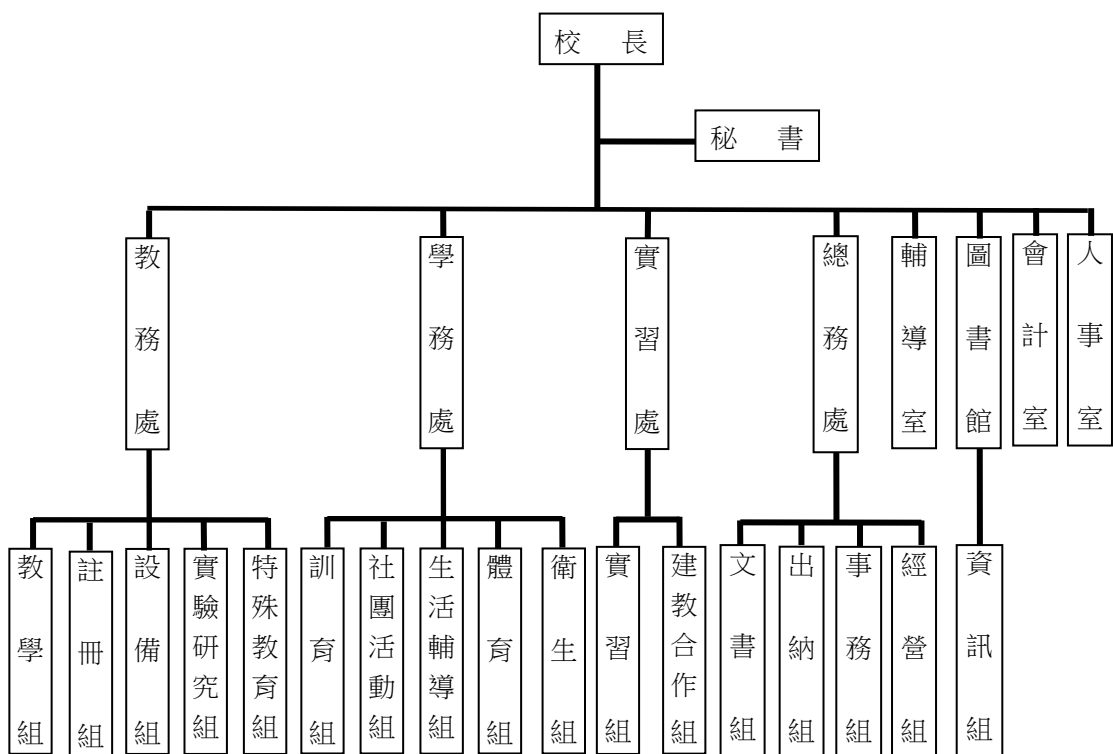 校長
秘書
教務處
學務處
實習處
總務處
輔導室
圖書館
會計室
人事室
教學組
註冊組
設備組
實驗研究組
特殊教育組
訓育組
社團活動組
生活輔導組
體育組
衛生組
實習組
建教合作組
文書組
出納組
事務組
經營組
資訊組